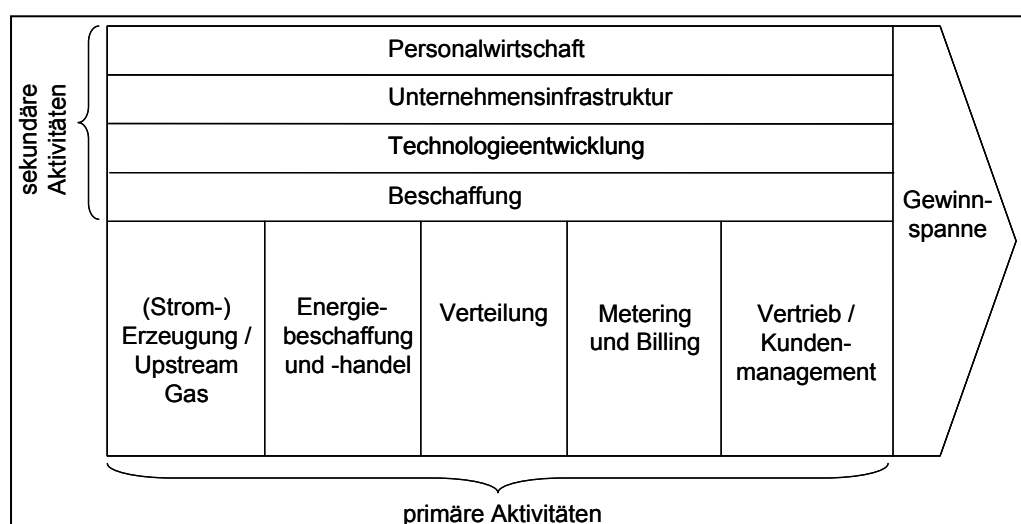 sekundäre
Aktivitäten
Personalwirtschaft
Unternehmensinfrastruktur
Technologieentwicklung
Beschaffung
Gewinn-
spanne
(Strom-)
Erzeugung /
Upstream
Gas
Energie-
beschaffung
und -handel
Verteilung
Metering
und Billing
Vertrieb /
Kunden-
management
primäre Aktivitäten